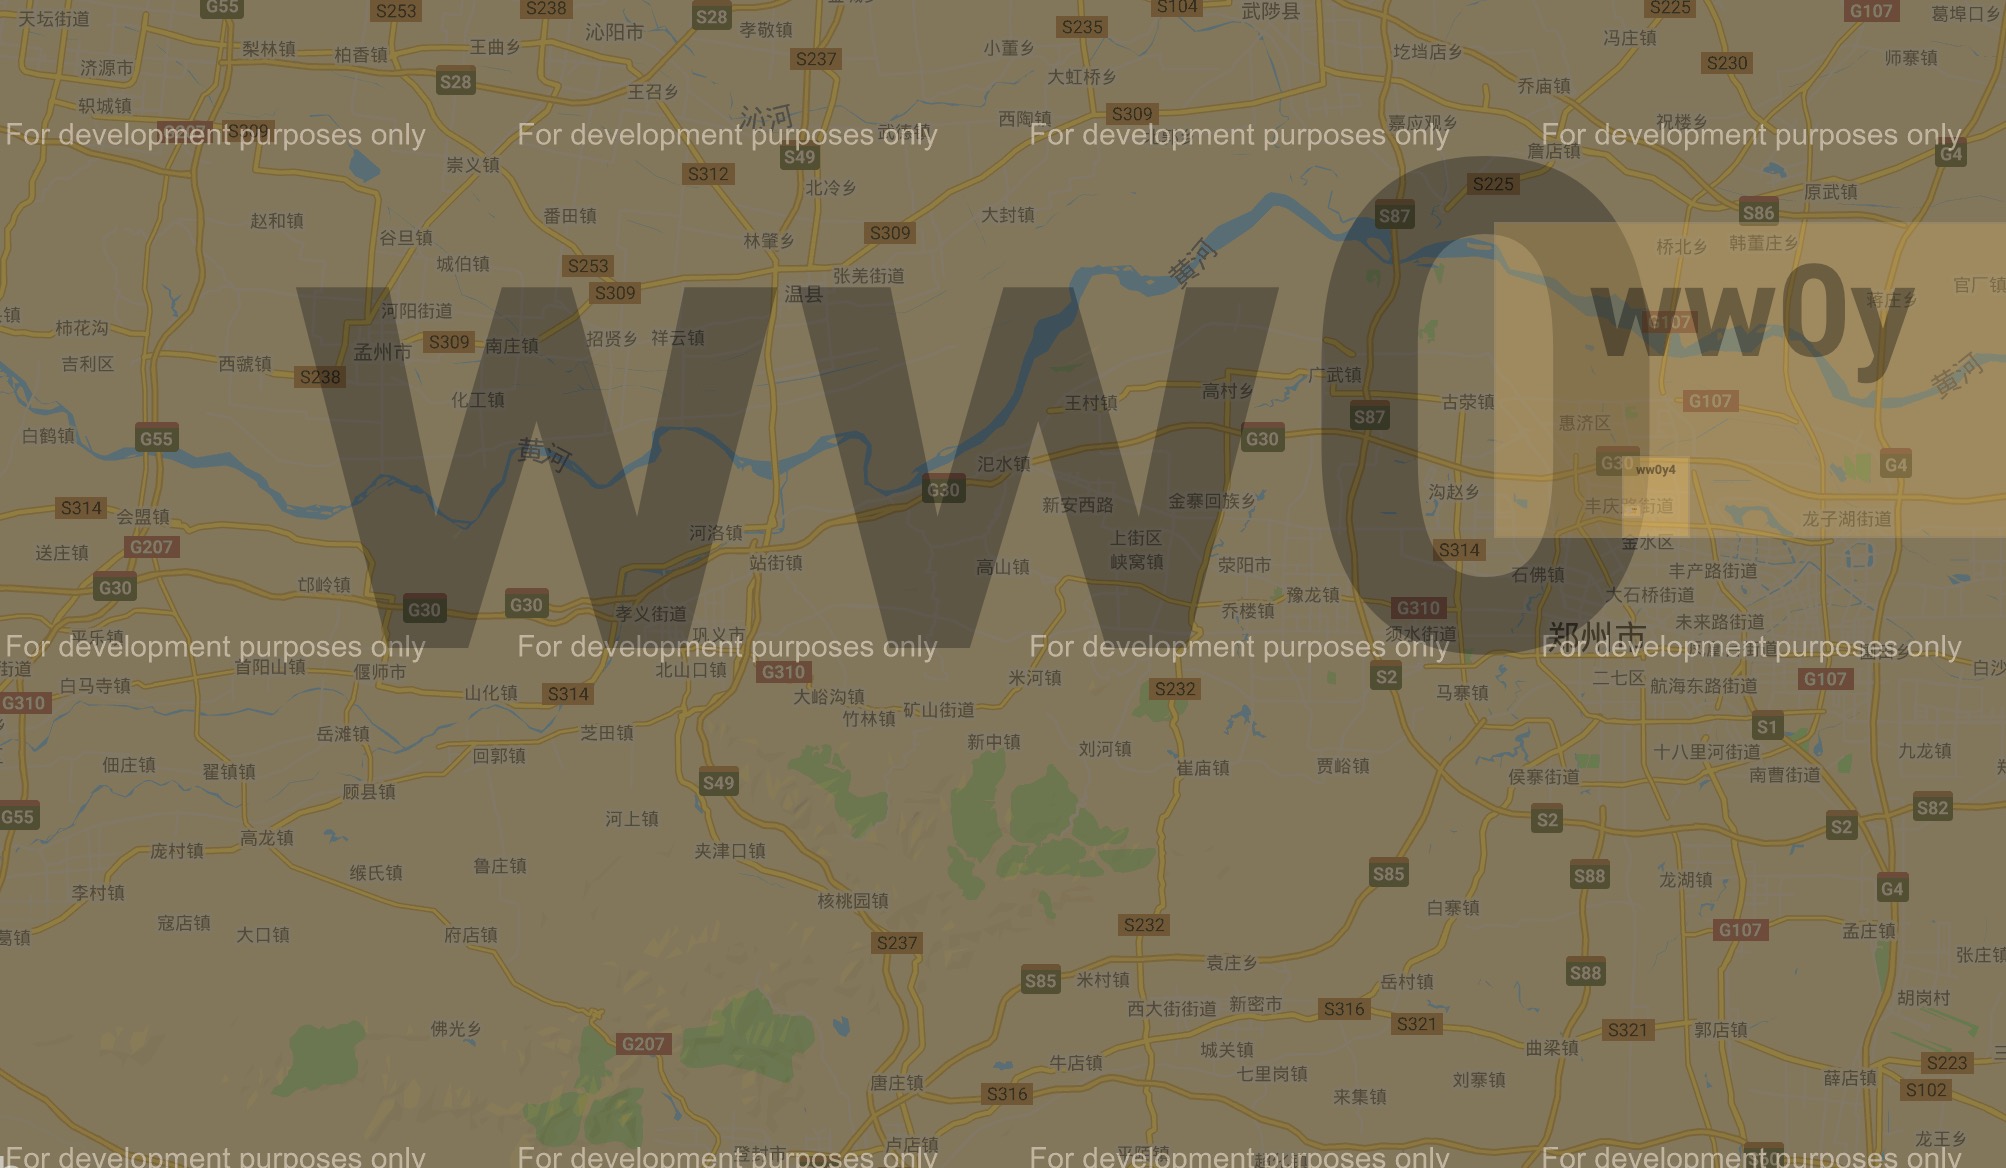 G55
S253
S238
S28
S104
S225
G107
天坛街道
武陟县
葛埠口乡
S235
孝敬镇
沁阳市
冯庄镇
梨林镇
柏香镇
王曲乡
小董乡
圪垱店乡
S237
S230
师寨镇
济源市
S28
王召乡
大虹桥乡
乔庙镇
轵城镇
沁河
西陶镇
S309
嘉应观乡
祝楼乡
S309
武德镇
For development purposes only
For development purposes only
For development purposes only
For development purposes only
S49
詹店镇
G4
崇义镇
S312
北冷乡
S225
原武镇
赵和镇
番田镇
大封镇
S87
S86
谷旦镇
林肇乡
S309
桥北乡
韩董庄乡
城伯镇
S253
张羌街道
黄河
官厂镇
S309
温县
ww0
ww0y
蒋庄乡
河阳街道
柿花沟
S309
南庄镇
招贤乡
祥云镇
G107
孟州市
吉利区
西虢镇
S238
广武镇
黄河
化工镇
王村镇
高村乡
古荥镇
G107
白鹤镇
G55
S87
惠济区
G30
黄河
汜水镇
G30
ww0y4
G4
G30
沟赵乡
S314
会盟镇
新安西路
金寨回族乡
丰庆路街道
龙子湖街道
送庄镇
G207
河洛镇
上街区
S314
金水区
站街镇
高山镇
峡窝镇
荥阳市
石佛镇
丰产路街道
G30
邙岭镇
G30
G30
孝义街道
乔楼镇
豫龙镇
G310
大石桥街道
未来路街道
平乐镇
巩义市
须水街道
郑州市
For development purposes only
For development purposes only
For development purposes only
For development purposes only
街道
首阳山镇
偃师市
北山口镇
G310
米河镇
S2
二七区
G107
白沙
白马寺镇
山化镇
S314
大峪沟镇
S232
马寨镇
航海东路街道
G310
竹林镇
矿山街道
S1
岳滩镇
芝田镇
新中镇
刘河镇
十八里河街道
九龙镇
佃庄镇
翟镇镇
回郭镇
崔庙镇
贾峪镇
侯寨街道
南曹街道
顾县镇
S49
G55
河上镇
S2
S2
S82
高龙镇
庞村镇
夹津口镇
缑氏镇
鲁庄镇
S85
S88
龙湖镇
G4
李村镇
核桃园镇
白寨镇
寇店镇
大口镇
府店镇
S237
S232
G107
孟庄镇
葛镇
袁庄乡
张庄镇
S85
米村镇
岳村镇
S88
西大街街道
新密市
S316
胡岗村
佛光乡
G207
S321
S321
郭店镇
城关镇
曲梁镇
牛店镇
S223
唐庄镇
七里岗镇
刘寨镇
薛店镇
S316
来集镇
S102
龙王乡
卢店镇
登封市
For development purposes only
For development purposes only
For development purposes only
For development purposes only